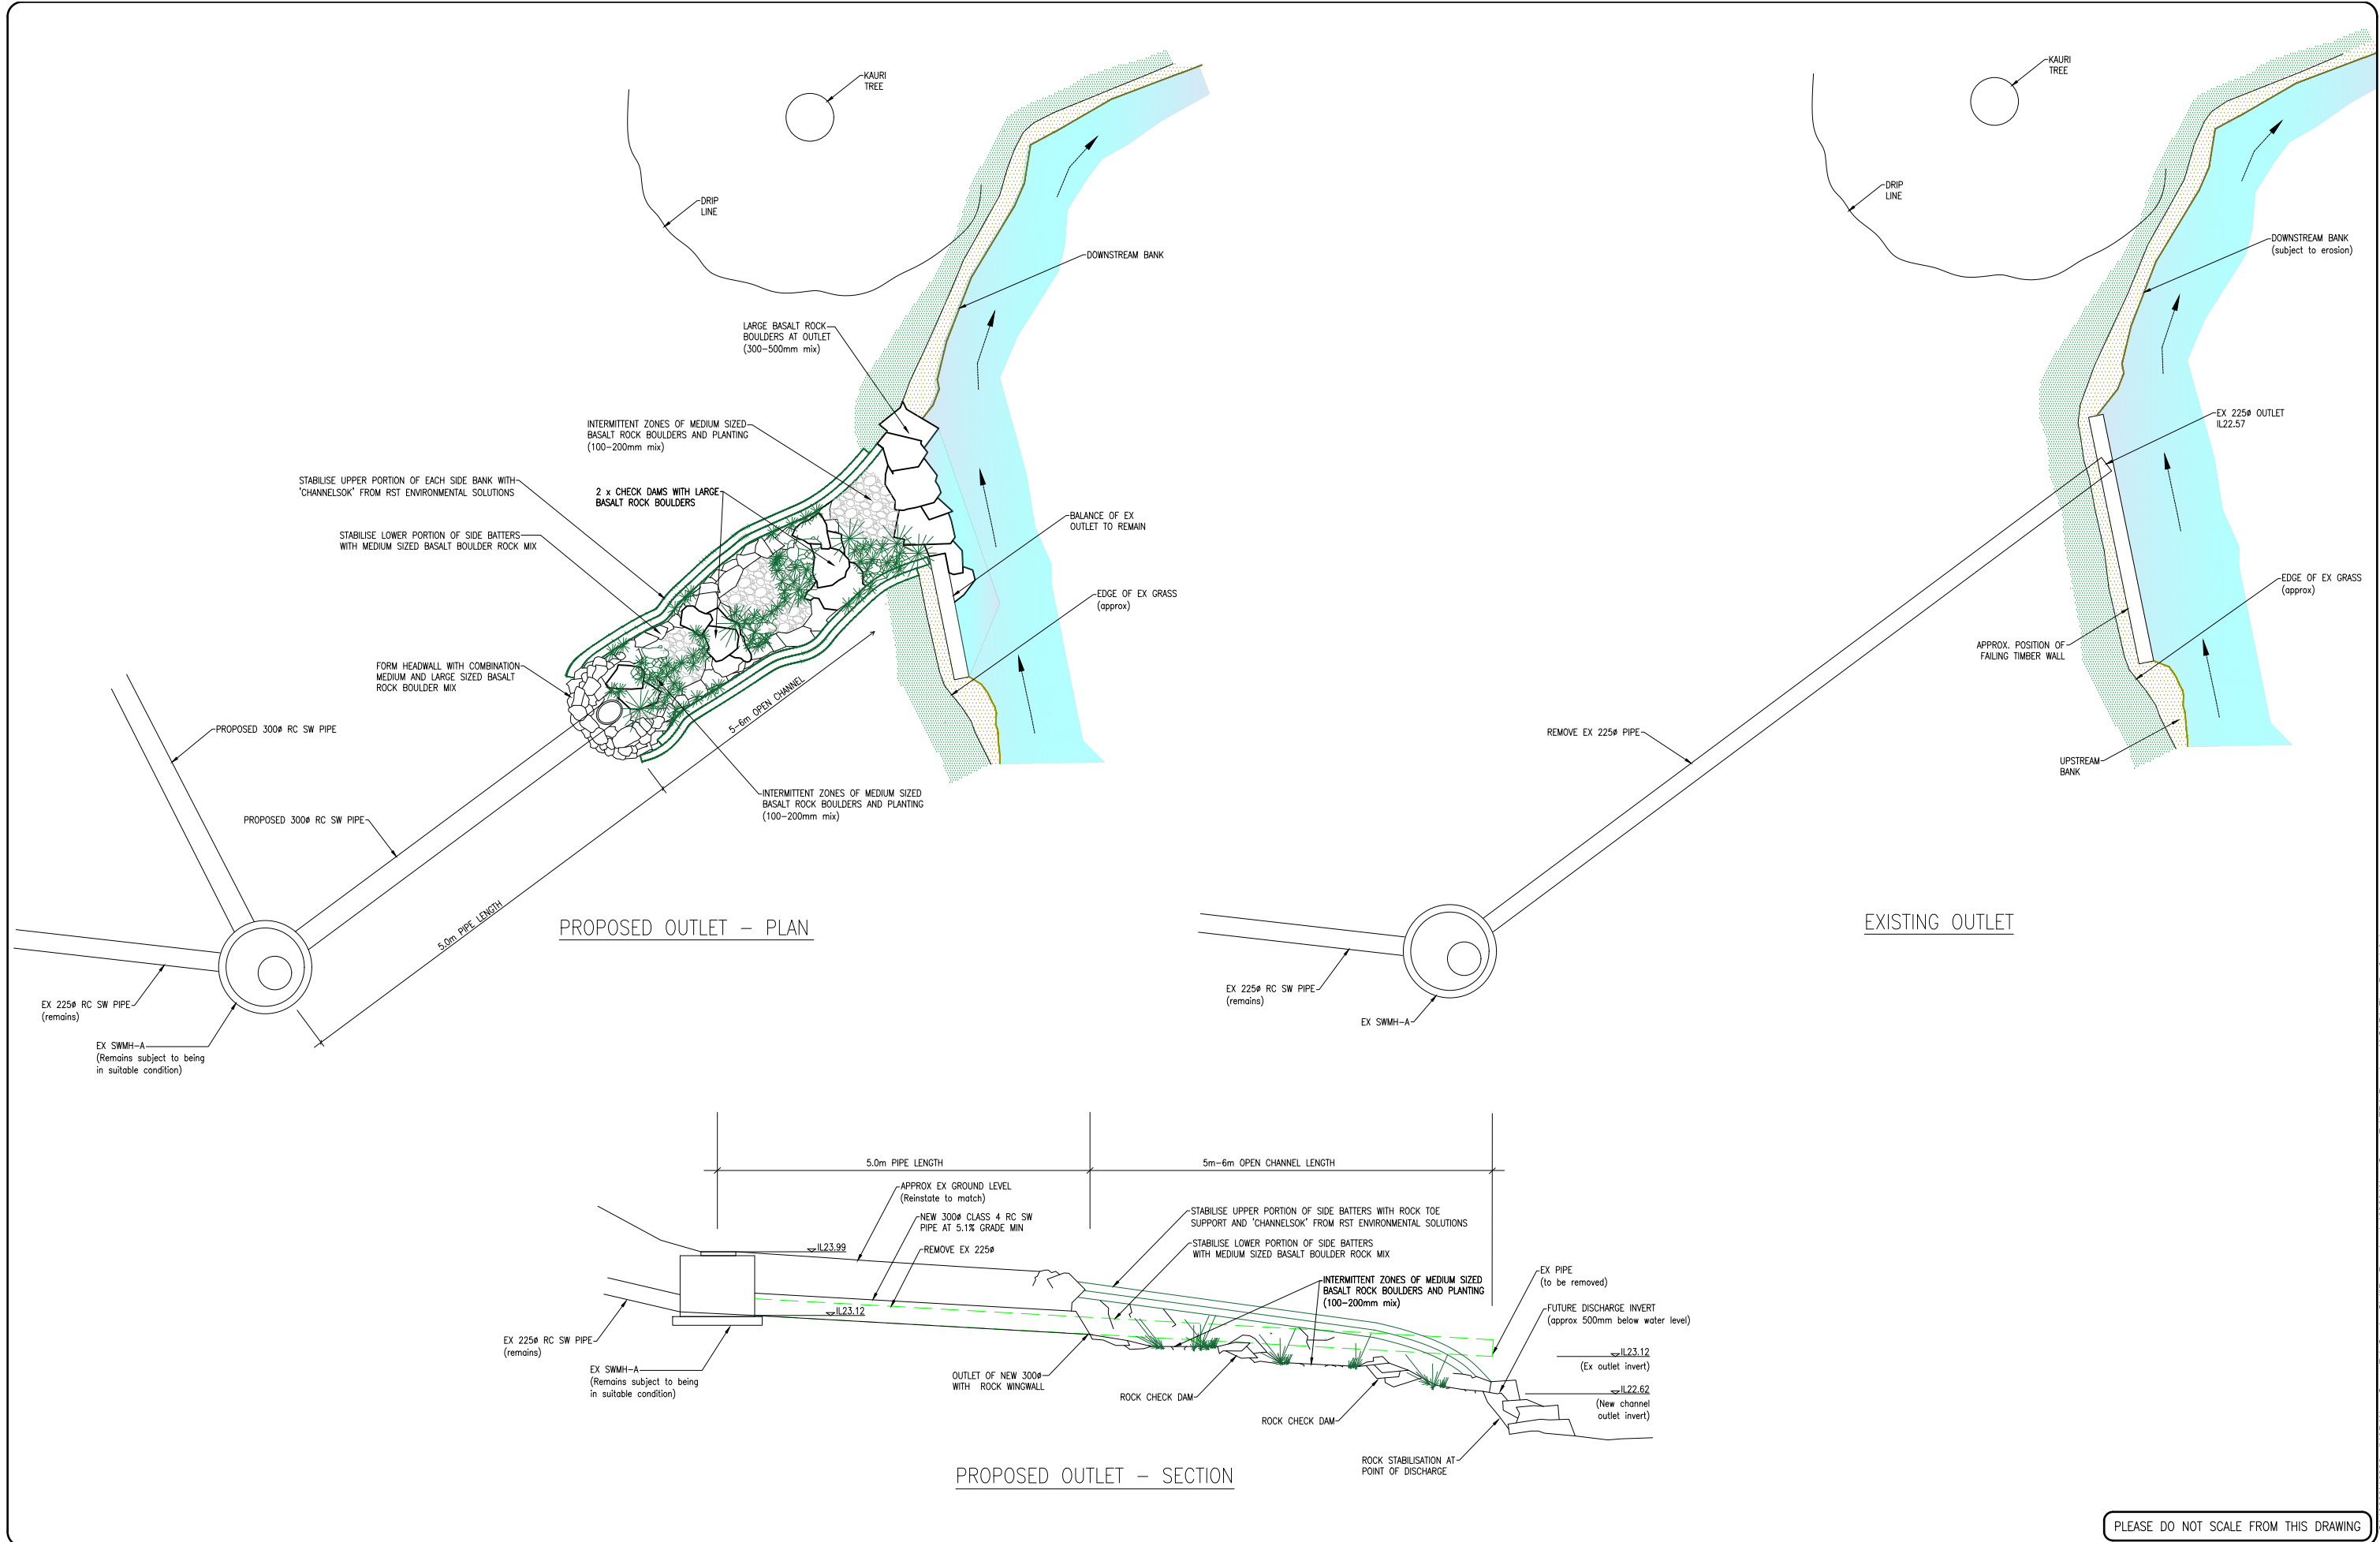 KAURI
TREE
DRIP
LINE
DOWNSTREAM BANK
LARGE BASALT ROCK
BOULDERS AT OUTLET
(300-500mm mix)
INTERMITTENT ZONES OF MEDIUM SIZED
BASALT ROCK BOULDERS AND PLANTING
(100-200mm mix)
STABILISE UPPER PORTION OF EACH SIDE BANK WITH
'CHANNELSOK' FROM RST ENVIRONMENTAL SOLUTIONS
2 x CHECK DAMS WITH LARGE
BASALT ROCK BOULDERS
STABILISE LOWER PORTION OF SIDE BATTERS
WITH MEDIUM SIZED BASALT BOULDER ROCK MIX
BALANCE OF EX
OUTLET TO REMAIN
EDGE OF EX GRASS
(approx)
FORM HEADWALL WITH COMBINATION
MEDIUM AND LARGE SIZED BASALT
ROCK BOULDER MIX
5-6m OPEN CHANNEL
PROPOSED 300ø RC SW PIPE
INTERMITTENT ZONES OF MEDIUM SIZED
BASALT ROCK BOULDERS AND PLANTING
(100-200mm mix)
PROPOSED 300ø RC SW PIPE
5.0m PIPE LENGTH
PROPOSED OUTLET - PLAN
EX 225ø RC SW PIPE
(remains)
EX SWMH-A
(Remains subject to being
in suitable condition)
KAURI
TREE
DRIP
LINE
DOWNSTREAM BANK
(subject to erosion)
EX 225ø OUTLET
IL22.57
EDGE OF EX GRASS
(approx)
APPROX. POSITION OF
FAILING TIMBER WALL
REMOVE EX 225ø PIPE
UPSTREAM
BANK
EXISTING OUTLET
EX 225ø RC SW PIPE
(remains)
EX SWMH-A
5.0m PIPE LENGTH
5m-6m OPEN CHANNEL LENGTH
APPROX EX GROUND LEVEL
(Reinstate to match)
NEW 300ø CLASS 4 RC SW
PIPE AT 5.1% GRADE MIN
STABILISE UPPER PORTION OF SIDE BATTERS WITH ROCK TOE
SUPPORT AND 'CHANNELSOK' FROM RST ENVIRONMENTAL SOLUTIONS
IL23.99
REMOVE EX 225ø
STABILISE LOWER PORTION OF SIDE BATTERS
WITH MEDIUM SIZED BASALT BOULDER ROCK MIX
INTERMITTENT ZONES OF MEDIUM SIZED
BASALT ROCK BOULDERS AND PLANTING
(100-200mm mix)
EX PIPE
(to be removed)
FUTURE DISCHARGE INVERT
(approx 500mm below water level)
IL23.12
EX 225ø RC SW PIPE
(remains)
EX SWMH-A
(Remains subject to being
in suitable condition)
OUTLET OF NEW 300ø
WITH ROCK WINGWALL
ROCK CHECK DAM
ROCK CHECK DAM
IL23.12
(Ex outlet invert)
IL22.62
(New channel
outlet invert)
ROCK STABILISATION AT
POINT OF DISCHARGE
PROPOSED OUTLET - SECTION
PLEASE DO NOT SCALE FROM THIS DRAWING